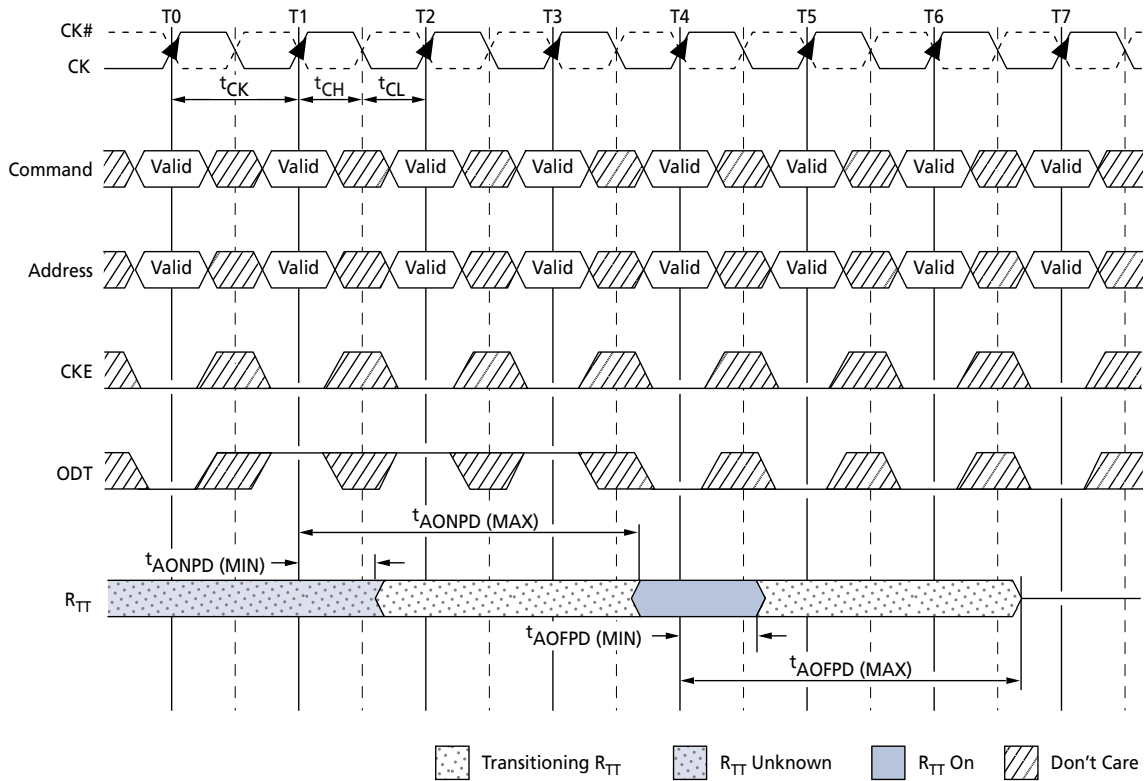 T0 T1 T2 T3 T4 T5 T6 T7
CK#
CK
tCK tCH tCL
Command Valid Valid Valid Valid Valid Valid Valid Valid
Address Valid Valid Valid Valid Valid Valid Valid Valid
CKE
ODT
tAONPD (MAX)
tAONPD (MIN)
RTT
tAOFPD (MIN)
tAOFPD (MAX)
Transitioning RTT RTT Unknown RTT On Don't Care